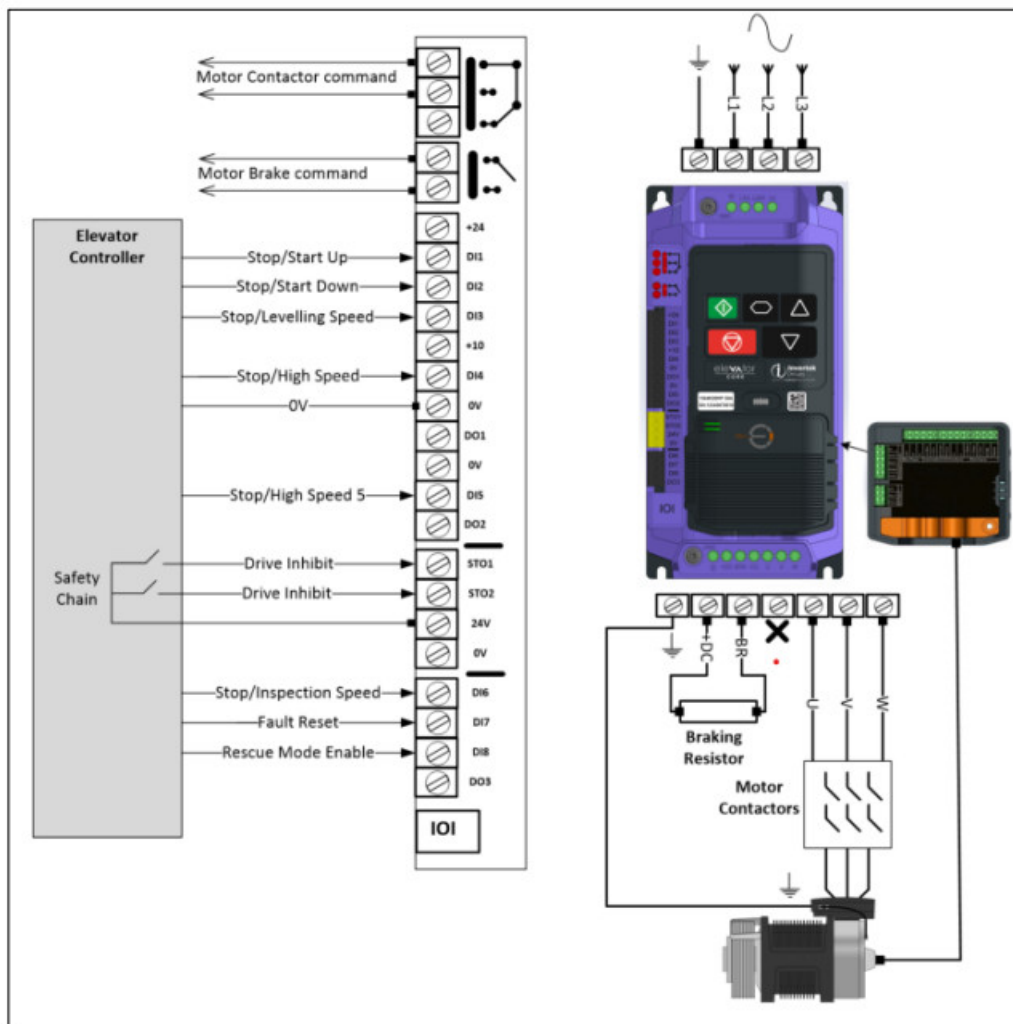 Motor Contactor command
Motor Brake command
Elevator
Controller
+24
Stop/Start Up
DI1
Stop/Start Down
DI2
Stop/Levelling Speed
DI3
+10
Stop/High Speed
DI4
0V
0V
DO1
0V
Stop/High Speed 5
DI5
DO2
Safety
Chain
Drive Inhibit
STO1
Drive Inhibit
STO2
24V
0V
Stop/Inspection Speed
DI6
Fault Reset
DI7
Rescue Mode Enable
DI8
DO3
IOI
L1
L2
L3
elevator
CORE
invertek
IOI
+DC
BR
U
V
W
Braking
Resistor
Motor
Contactors